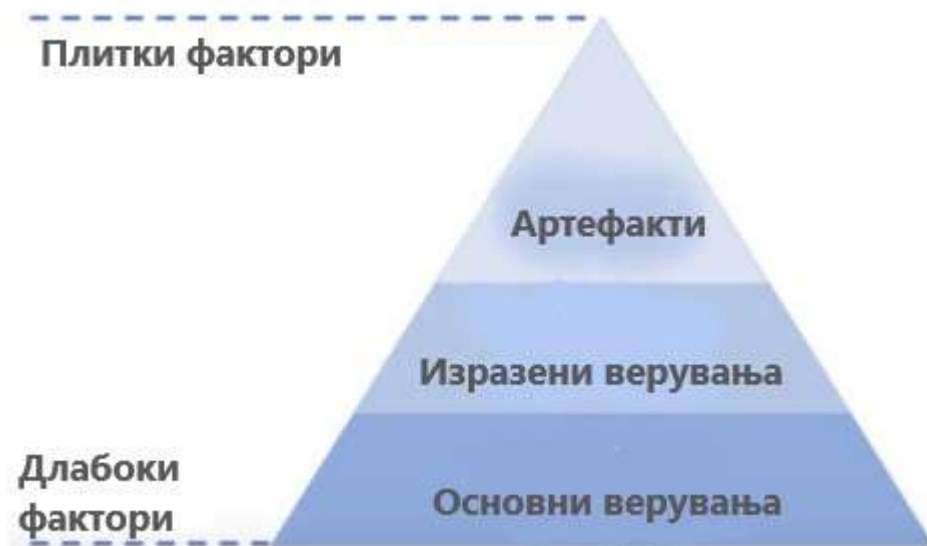 Плитки фактори
Артефакти
Изразени верувања
Длабоки
фактори
Основни верувања